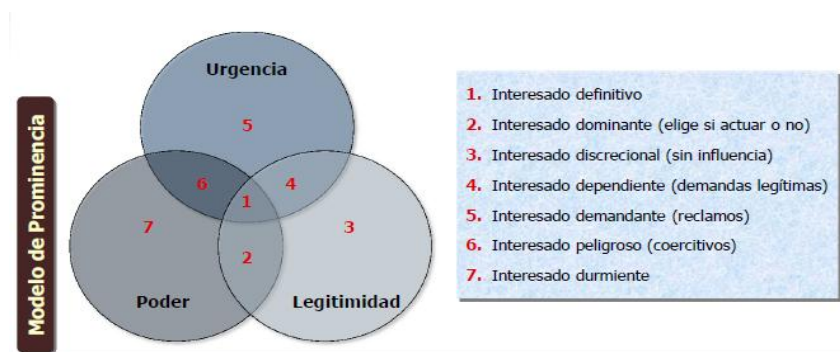 Modelo de Prominencia
Urgencia
5
6
4
1
7
3
2
Poder
Legitimidad
1. Interesado definitivo
2. Interesado dominante (elige si actuar o no)
3. Interesado discrecional (sin influencia)
4. Interesado dependiente (demandas legítimas)
5. Interesado demandante (reclamos)
6. Interesado peligroso (coercitivos)
7. Interesado durmiente